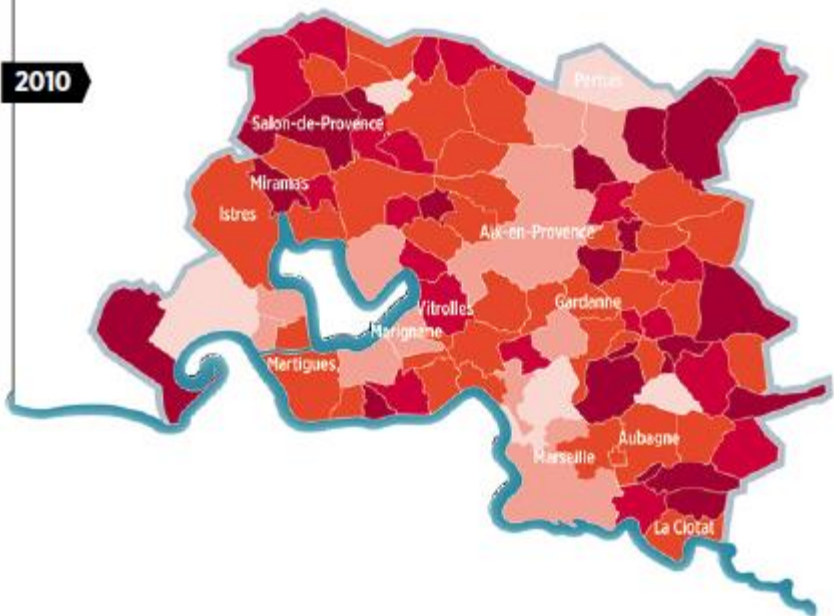 2010
Pertuis
Salon-de-Provence
Miramas
Istres
Aix-en-Provence
Vitrolles
Gardanne
Marignane
Martigues
Aubagne
Marseille
La Ciotat